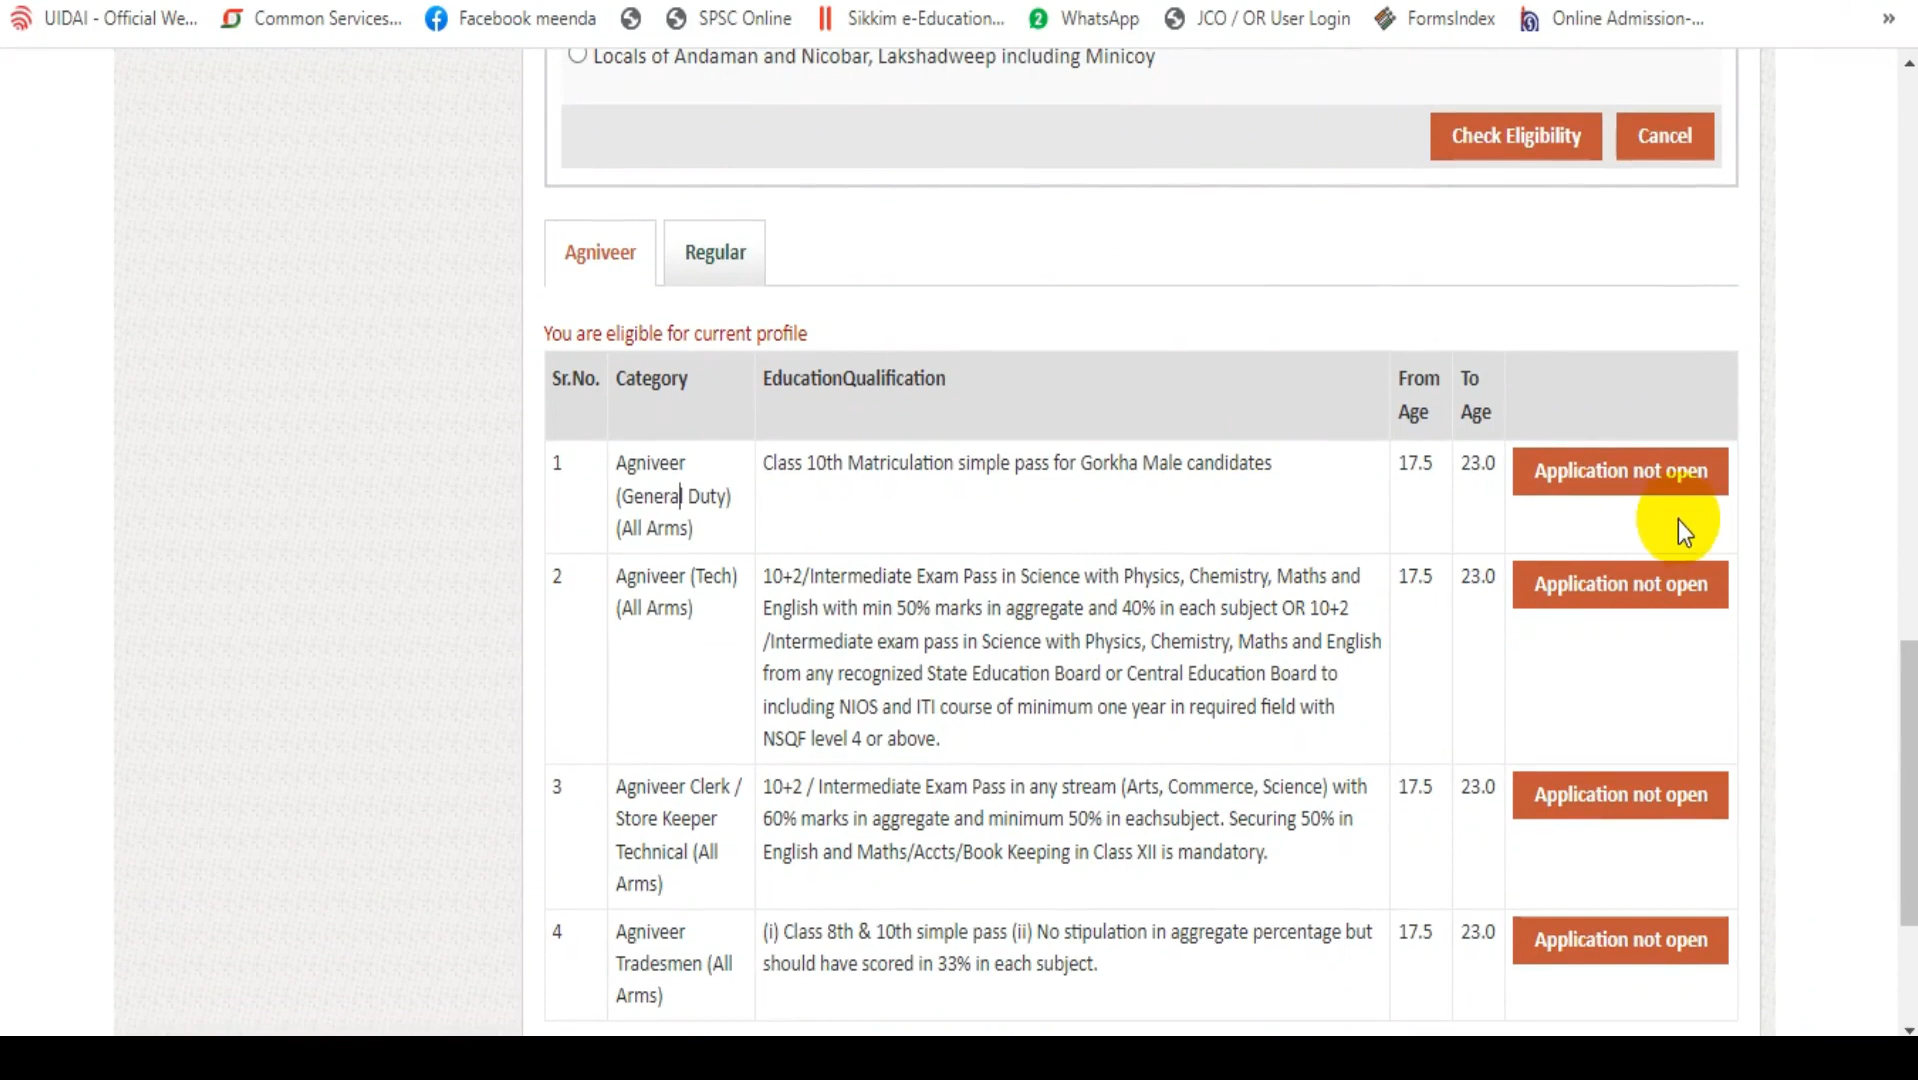 UIDAI - Official We... Common Services... Facebook meenda SPSC Online Sikkim e-Education... WhatsApp JCO / OR User Login FormsIndex Online Admission-... »
Locals of Andaman and Nicobar, Lakshadweep including Minicoy
Check Eligibility Cancel
Agniveer Regular
You are eligible for current profile
Sr.No. Category EducationQualification From Age To Age
1 Agniveer (General Duty) (All Arms) Class 10th Matriculation simple pass for Gorkha Male candidates 17.5 23.0 Application not open
2 Agniveer (Tech) (All Arms) 10+2/Intermediate Exam Pass in Science with Physics, Chemistry, Maths and
English with min 50% marks in aggregate and 40% in each subject OR 10+2
/Intermediate exam pass in Science with Physics, Chemistry, Maths and English
from any recognized State Education Board or Central Education Board to
including NIOS and ITI course of minimum one year in required field with
NSQF level 4 or above. 17.5 23.0 Application not open
3 Agniveer Clerk / Store Keeper Technical (All Arms) 10+2 / Intermediate Exam Pass in any stream (Arts, Commerce, Science) with
60% marks in aggregate and minimum 50% in eachsubject. Securing 50% in
English and Maths/Accts/Book Keeping in Class XII is mandatory. 17.5 23.0 Application not open
4 Agniveer Tradesmen (All Arms) (i) Class 8th & 10th simple pass (ii) No stipulation in aggregate percentage but
should have scored in 33% in each subject. 17.5 23.0 Application not open